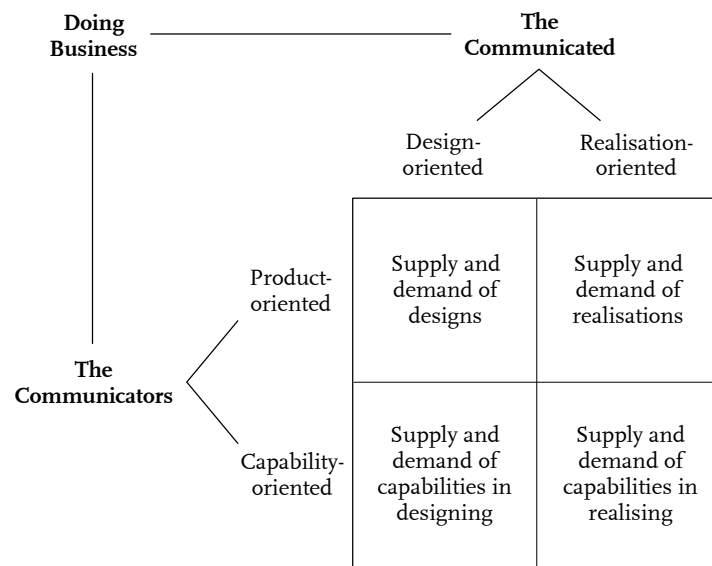 Doing
Business
The
Communicated
Design-
oriented
Realisation-
oriented
Product-
oriented
Supply and
demand of
designs
Supply and
demand of
realisations
The
Communicators
Capability-
oriented
Supply and
demand of
capabilities in
designing
Supply and
demand of
capabilities in
realising